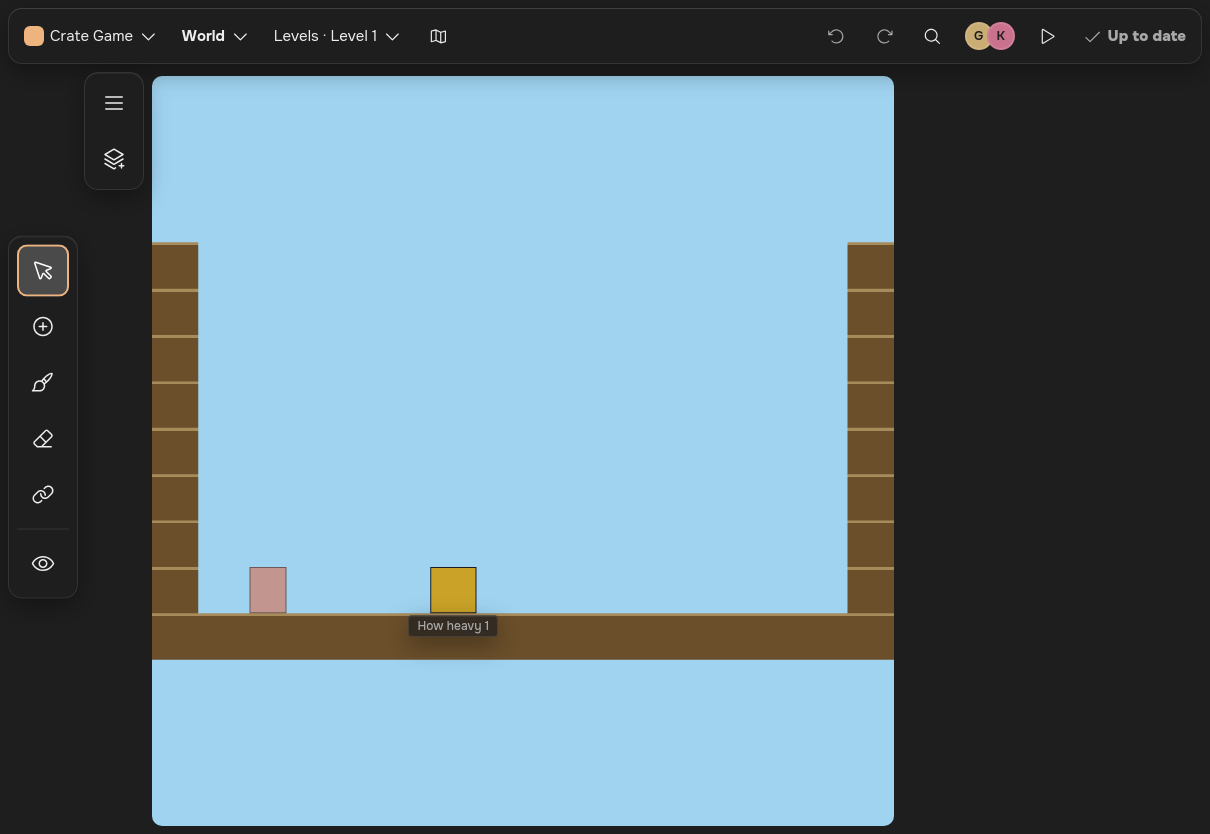 Crate Game
World
Levels · Level 1
G
K
Up to date
How heavy 1